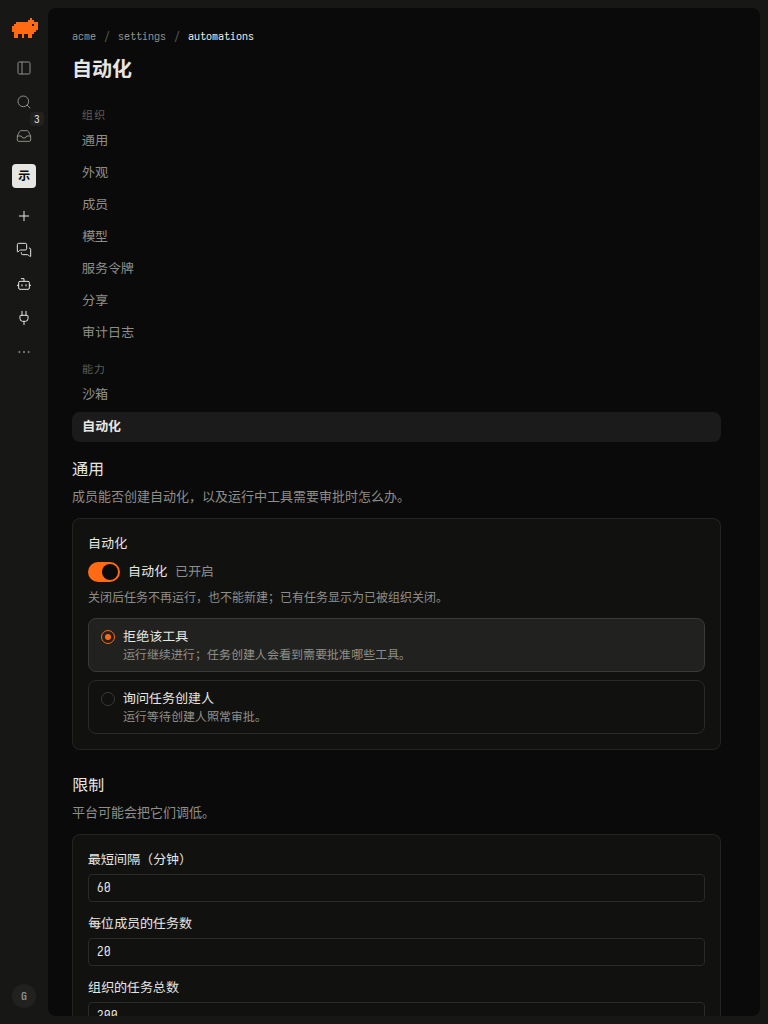 acme / settings / automations
自动化
3
示
组织
通用
外观
成员
模型
服务令牌
分享
审计日志
能力
沙箱
自动化
通用
成员能否创建自动化，以及运行中工具需要审批时怎么办。
自动化
自动化 已开启
关闭后任务不再运行，也不能新建；已有任务显示为已被组织关闭。
拒绝该工具
运行继续进行；任务创建人会看到需要批准哪些工具。
询问任务创建人
运行等待创建人照常审批。
限制
平台可能会把它们调低。
最短间隔（分钟）
60
每位成员的任务数
20
组织的任务总数
200
G